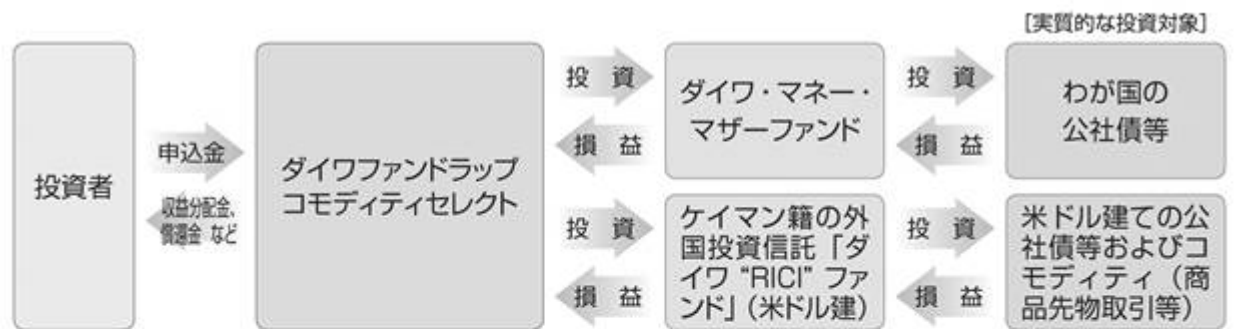 [実質的な投資対象]
投資者
申込金
収益分配金、
償還金 など
ダイワファンドラップ
コモディティセレクト
投 資
損 益
ダイワ・マネー・
マザーファンド
投 資
損 益
わが国の
公社債等
投 資
損 益
ケイマン籍の外
国投資信託「ダ
イワ “RICI” ファ
ンド」（米ドル建）
投 資
損 益
米ドル建ての公
社債等およびコ
モディティ（商
品先物取引等）